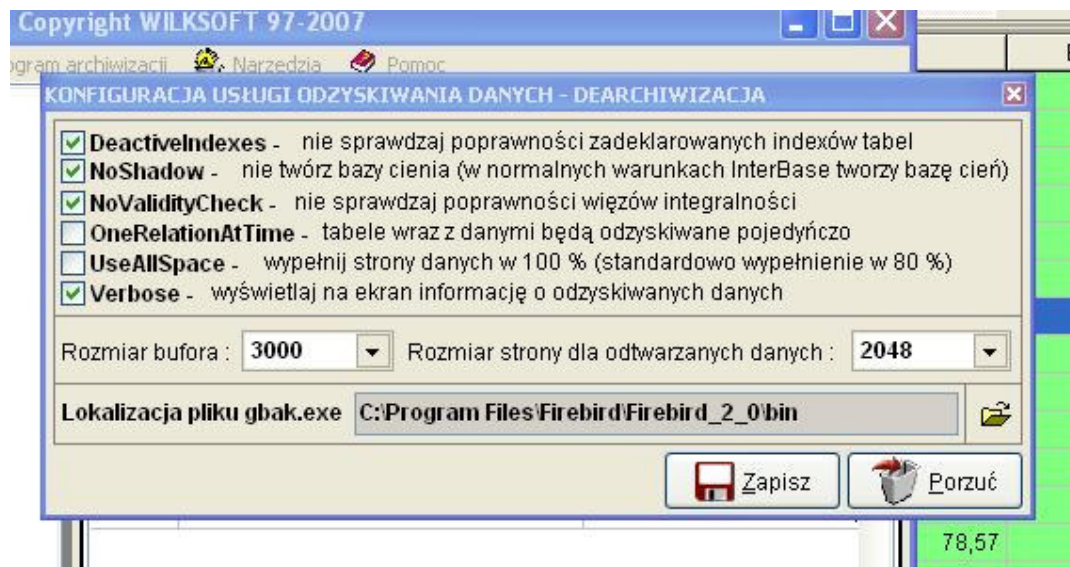 Copyright WILKSOFT 97-2007
ogram archiwizacji Narzedzia Pomoc
KONFIGURACJA USŁUGI ODZYSKIWANIA DANYCH - DEARCHIWIZACJA
DeactiveIndexes - nie sprawdzaj poprawności zadeklarowanych indexów tabel
NoShadow - nie twórz bazy cienia (w normalnych warunkach InterBase tworzy bazę cień)
NoValidityCheck - nie sprawdzaj poprawności więzów integralności
OneRelationAtTime - tabele wraz z danymi będą odzyskiwane pojedyńczo
UseAllSpace - wypełnij strony danych w 100 % (standardowo wypełnienie w 80 %)
Verbose - wyświetlaj na ekran informację o odzyskiwanych danych
Rozmiar bufora : 3000 Rozmiar strony dla odtwarzanych danych : 2048
Lokalizacja pliku gbak.exe C:\Program Files\Firebird\Firebird_2_0\bin
Zapisz Porzuć
78,57